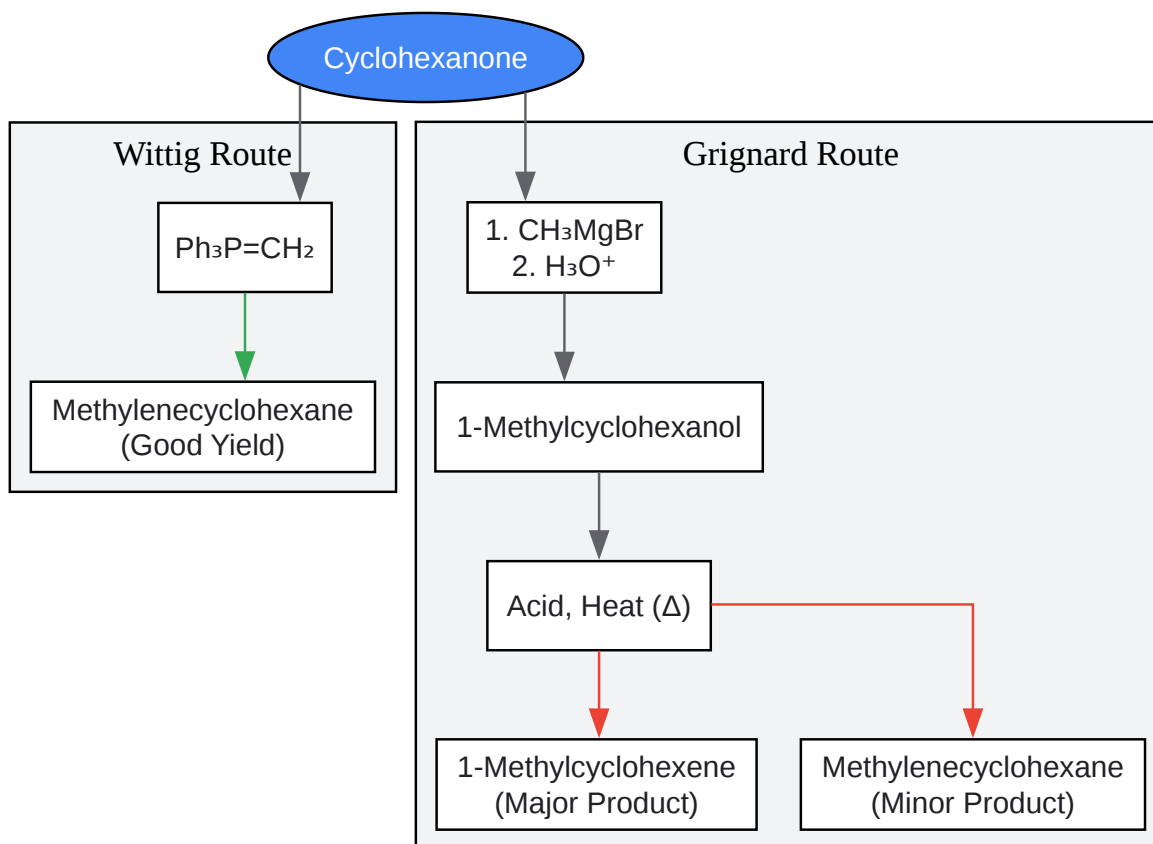 Cyclohexanone
Wittig Route
Ph₃P=CH₂
Methylenecyclohexane
(Good Yield)
Grignard Route
1. CH₃MgBr
2. H₃O⁺
1-Methylcyclohexanol
Acid, Heat (Δ)
1-Methylcyclohexene
(Major Product)
Methylenecyclohexane
(Minor Product)